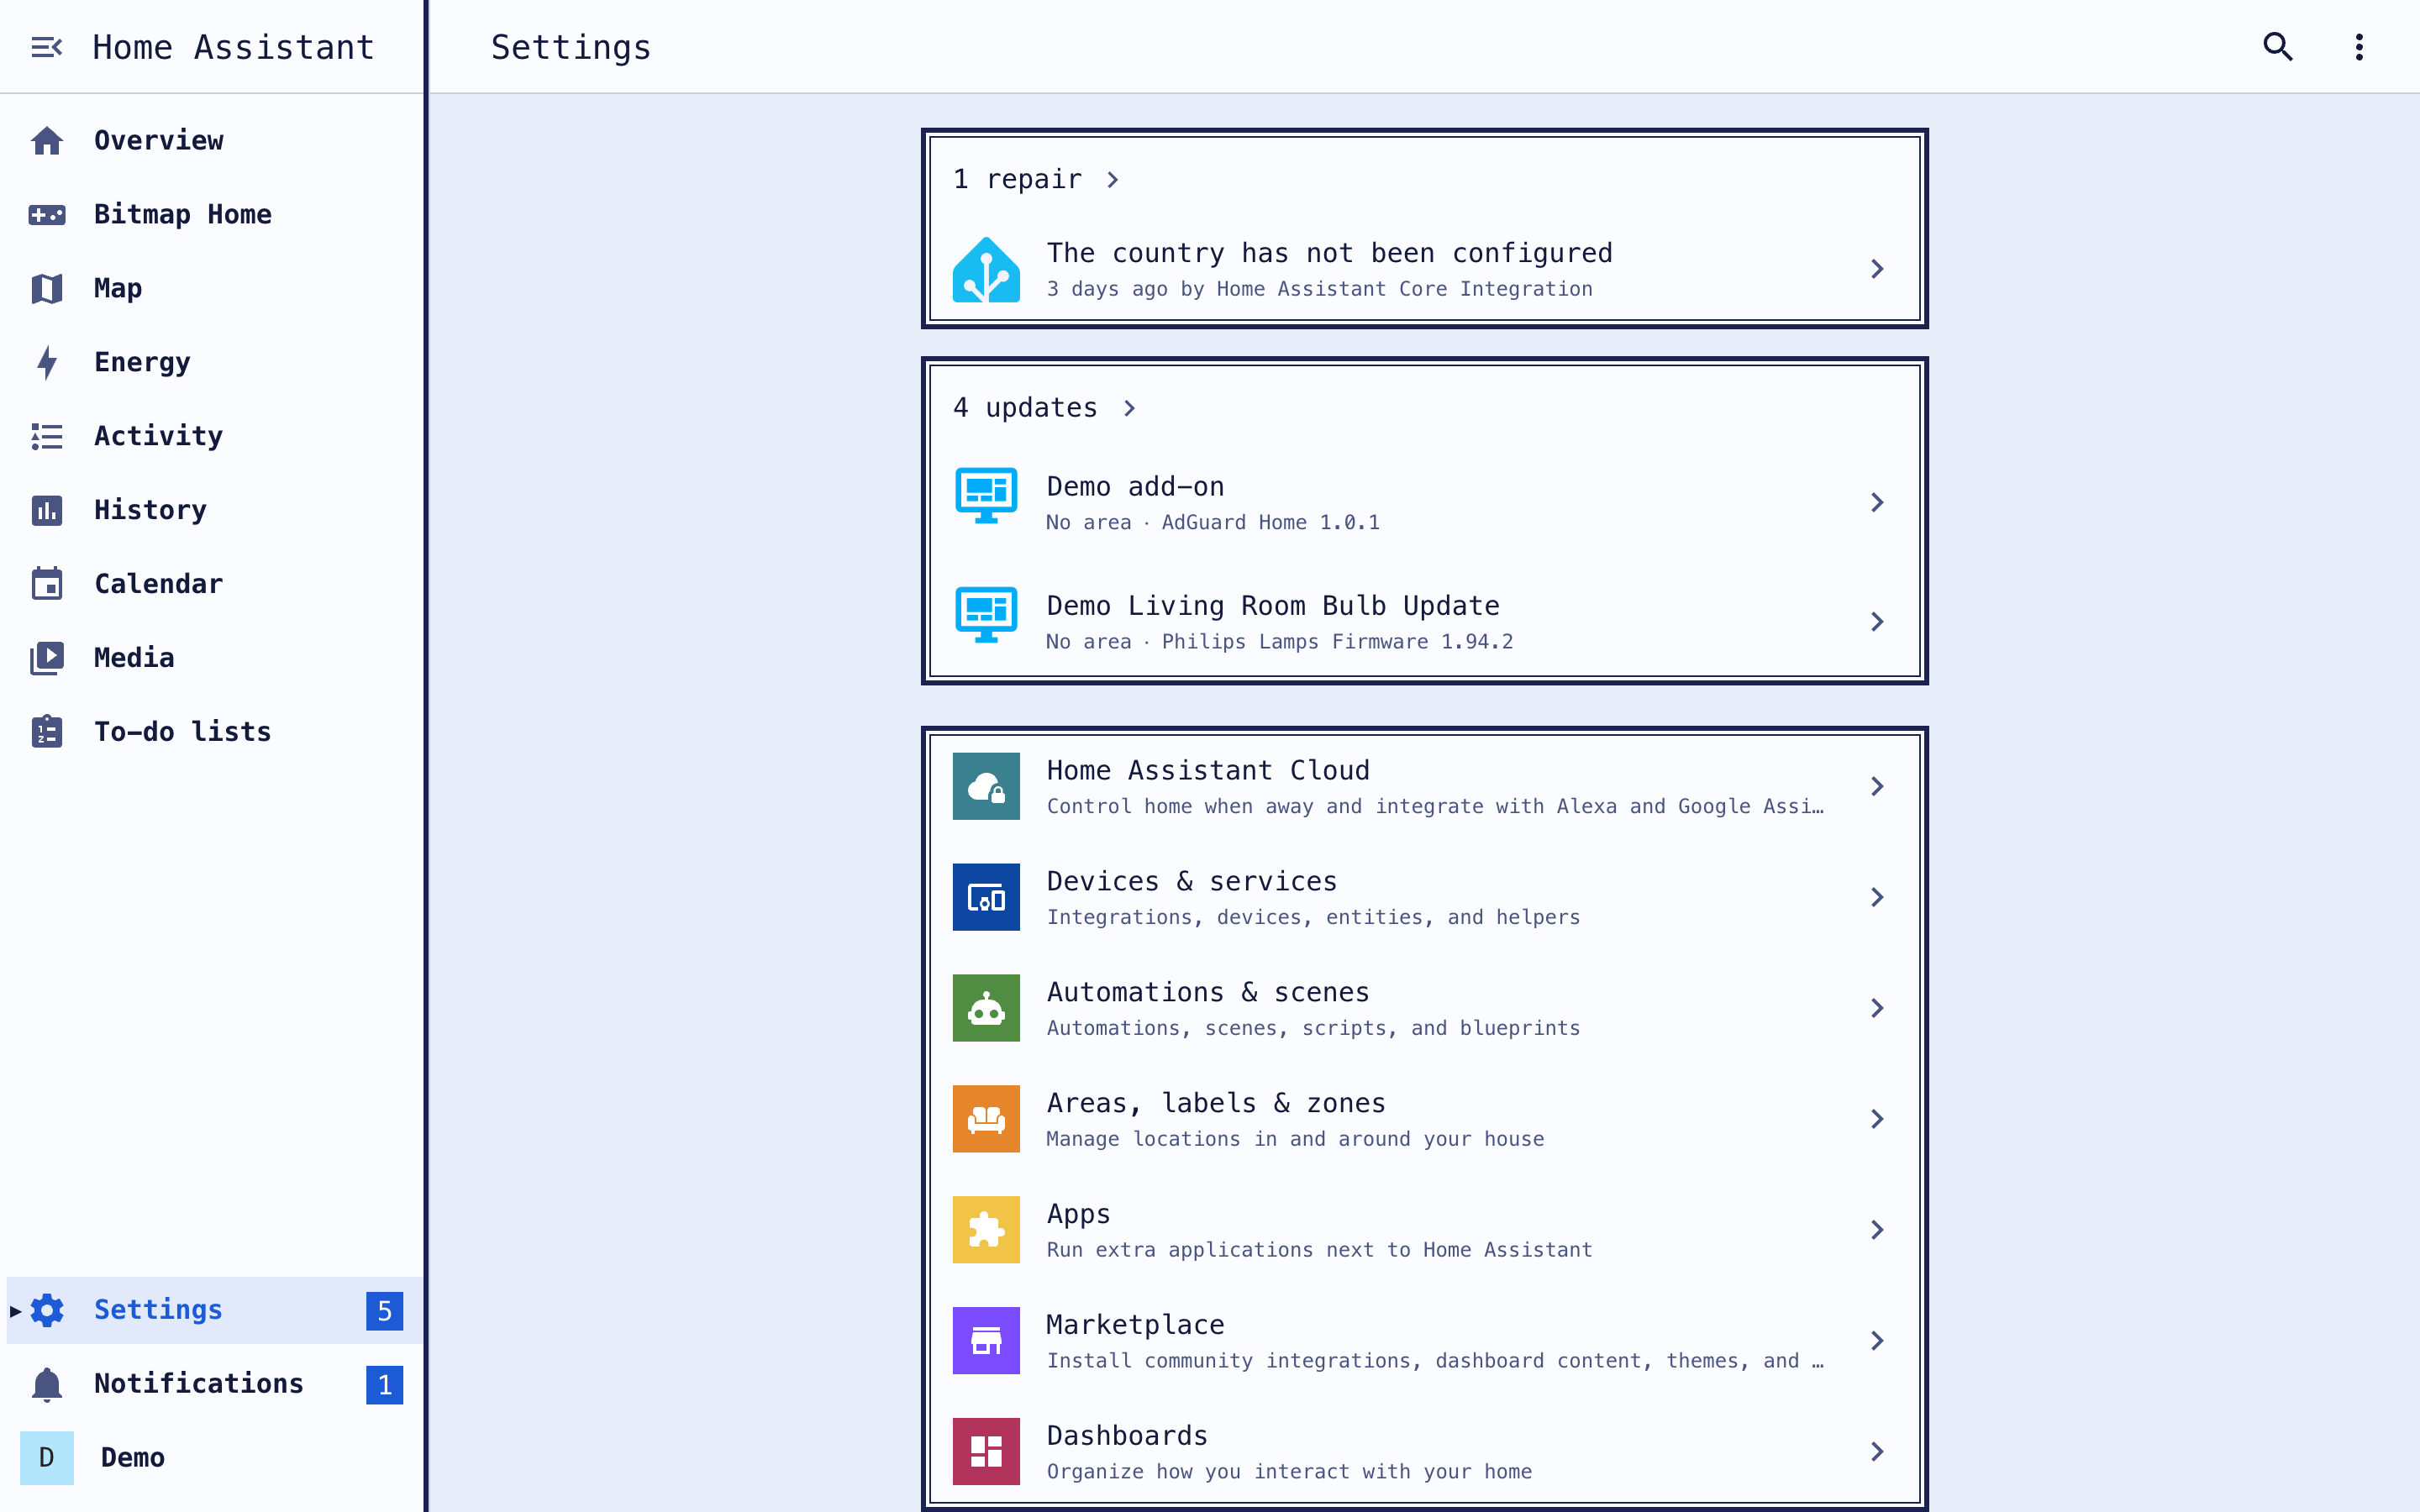 Home Assistant
Settings
Overview
Bitmap Home
Map
Energy
Activity
History
Calendar
Media
To-do lists
Settings
5
Notifications
1
D
Demo
1 repair
The country has not been configured
3 days ago by Home Assistant Core Integration
4 updates
Demo add-on
No area · AdGuard Home 1.0.1
Demo Living Room Bulb Update
No area · Philips Lamps Firmware 1.94.2
Home Assistant Cloud
Control home when away and integrate with Alexa and Google Assi…
Devices & services
Integrations, devices, entities, and helpers
Automations & scenes
Automations, scenes, scripts, and blueprints
Areas, labels & zones
Manage locations in and around your house
Apps
Run extra applications next to Home Assistant
Marketplace
Install community integrations, dashboard content, themes, and …
Dashboards
Organize how you interact with your home